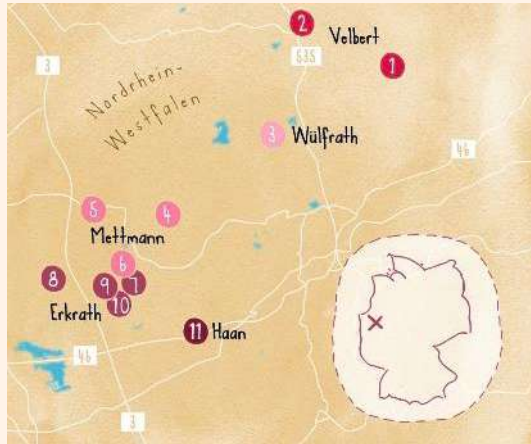 2
Velbert
3
535
1
Nordrhein-
Westfalen
3
Wülfrath
46
5
4
Mettmann
6
8
9
7
10
Erkrath
11
Haan
46
3